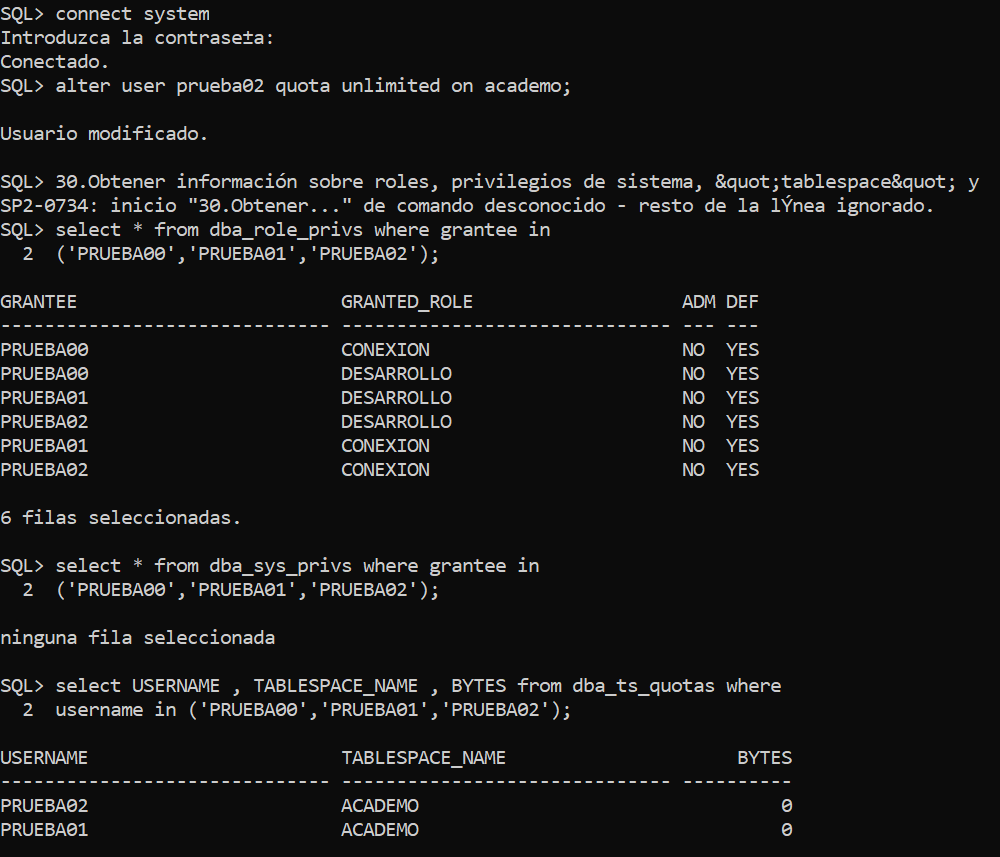 SQL> connect system
Introduzca la contrase±a:
Conectado.
SQL> alter user prueba02 quota unlimited on academo;
Usuario modificado.
SQL> 30.Obtener información sobre roles, privilegios de sistema, &quot;tablespace&quot; y
SP2-0734: inicio "30.Obtener..." de comando desconocido - resto de la lÝnea ignorado.
SQL> select * from dba_role_privs where grantee in
  2  ('PRUEBA00','PRUEBA01','PRUEBA02');
GRANTEE                        GRANTED_ROLE                   ADM DEF
------------------------------ ------------------------------ --- ---
PRUEBA00                       CONEXION                       NO  YES
PRUEBA00                       DESARROLLO                     NO  YES
PRUEBA01                       DESARROLLO                     NO  YES
PRUEBA02                       DESARROLLO                     NO  YES
PRUEBA01                       CONEXION                       NO  YES
PRUEBA02                       CONEXION                       NO  YES
6 filas seleccionadas.
SQL> select * from dba_sys_privs where grantee in
  2  ('PRUEBA00','PRUEBA01','PRUEBA02');
ninguna fila seleccionada
SQL> select USERNAME , TABLESPACE_NAME , BYTES from dba_ts_quotas where
  2  username in ('PRUEBA00','PRUEBA01','PRUEBA02');
USERNAME                       TABLESPACE_NAME                     BYTES
------------------------------ ------------------------------ ----------
PRUEBA02                       ACADEMO                                 0
PRUEBA01                       ACADEMO                                 0